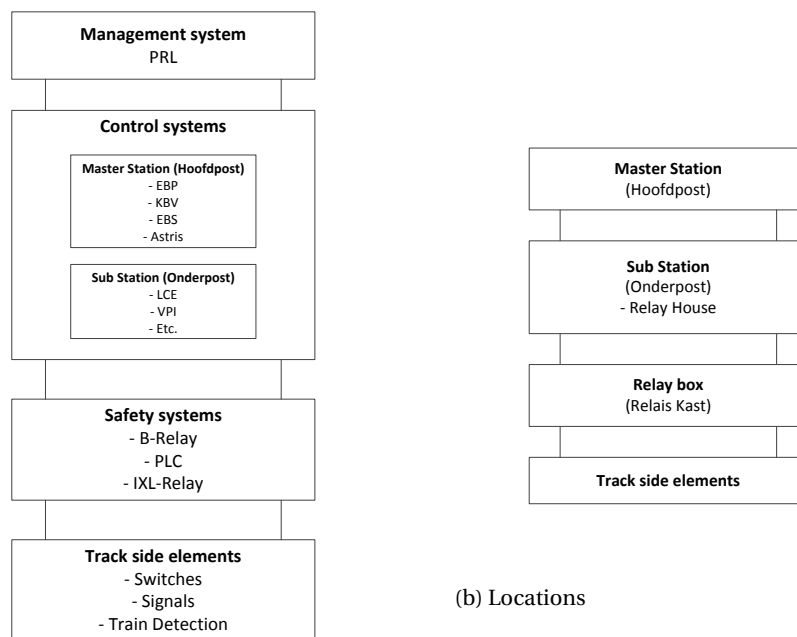 Management system
PRL
Control systems
Master Station (Hoofdpost)
- EBP
- KBV
- EBS
- Astris
Sub Station (Onderpost)
- LCE
- VPI
- Etc.
Safety systems
- B-Relay
- PLC
- IXL-Relay
Track side elements
- Switches
- Signals
- Train Detection
Master Station
(Hoofdpost)
Sub Station
(Onderpost)
- Relay House
Relay box
(Relais Kast)
Track side elements
(b) Locations